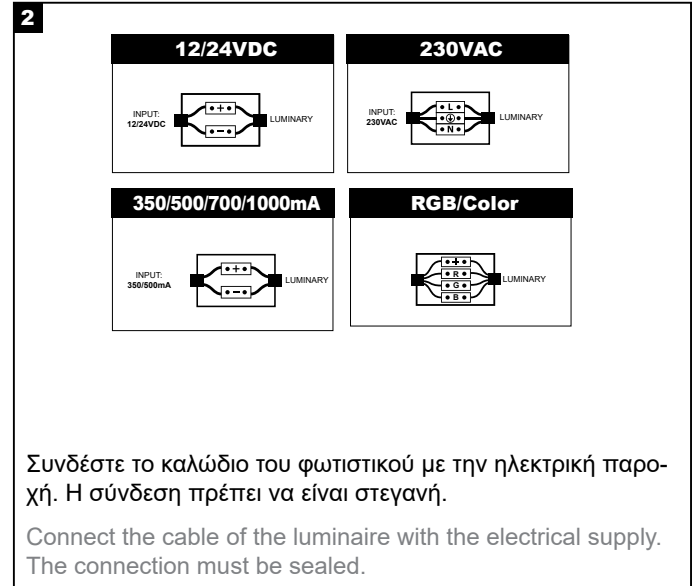 2
12/24VDC
INPUT:
12/24VDC
+
−
LUMINARY
230VAC
INPUT:
230VAC
L
N
LUMINARY
350/500/700/1000mA
INPUT:
350/500mA
+
−
LUMINARY
RGB/Color
+
R
G
B
LUMINARY
Συνδέστε το καλώδιο του φωτιστικού με την ηλεκτρική παρο-
χή. Η σύνδεση πρέπει να είναι στεγανή.
Connect the cable of the luminaire with the electrical supply.
The connection must be sealed.